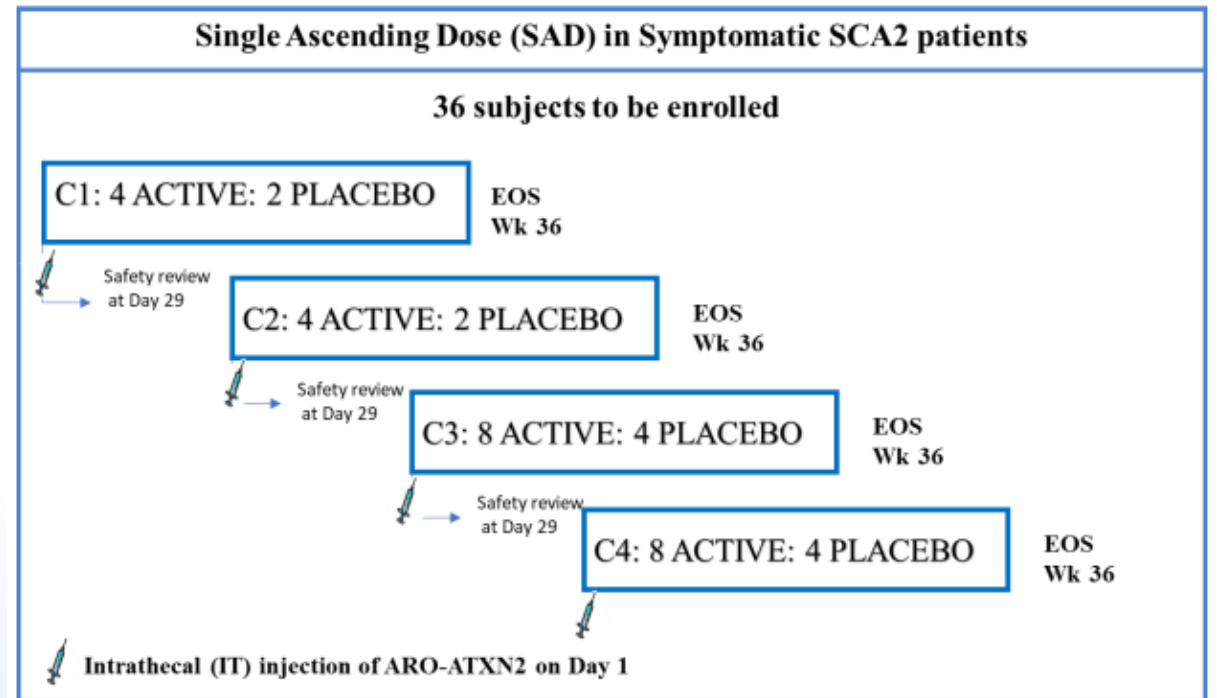 Single Ascending Dose (SAD) in Symptomatic SCA2 patients
36 subjects to be enrolled
C1: 4 ACTIVE: 2 PLACEBO
EOS
Wk 36
Safety review
at Day 29
C2: 4 ACTIVE: 2 PLACEBO
EOS
Wk 36
Safety review
at Day 29
C3: 8 ACTIVE: 4 PLACEBO
EOS
Wk 36
Safety review
at Day 29
C4: 8 ACTIVE: 4 PLACEBO
EOS
Wk 36
Intrathecal (IT) injection of ARO-ATXN2 on Day 1